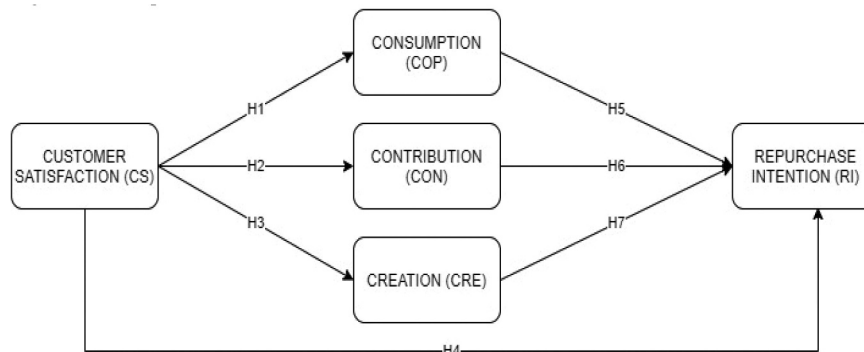 CONSUMPTION
(COP)
H1
H5
CUSTOMER
SATISFACTION (CS)
H2
CONTRIBUTION
(CON)
H6
REPURCHASE
INTENTION (RI)
H3
H7
CREATION (CRE)
H4